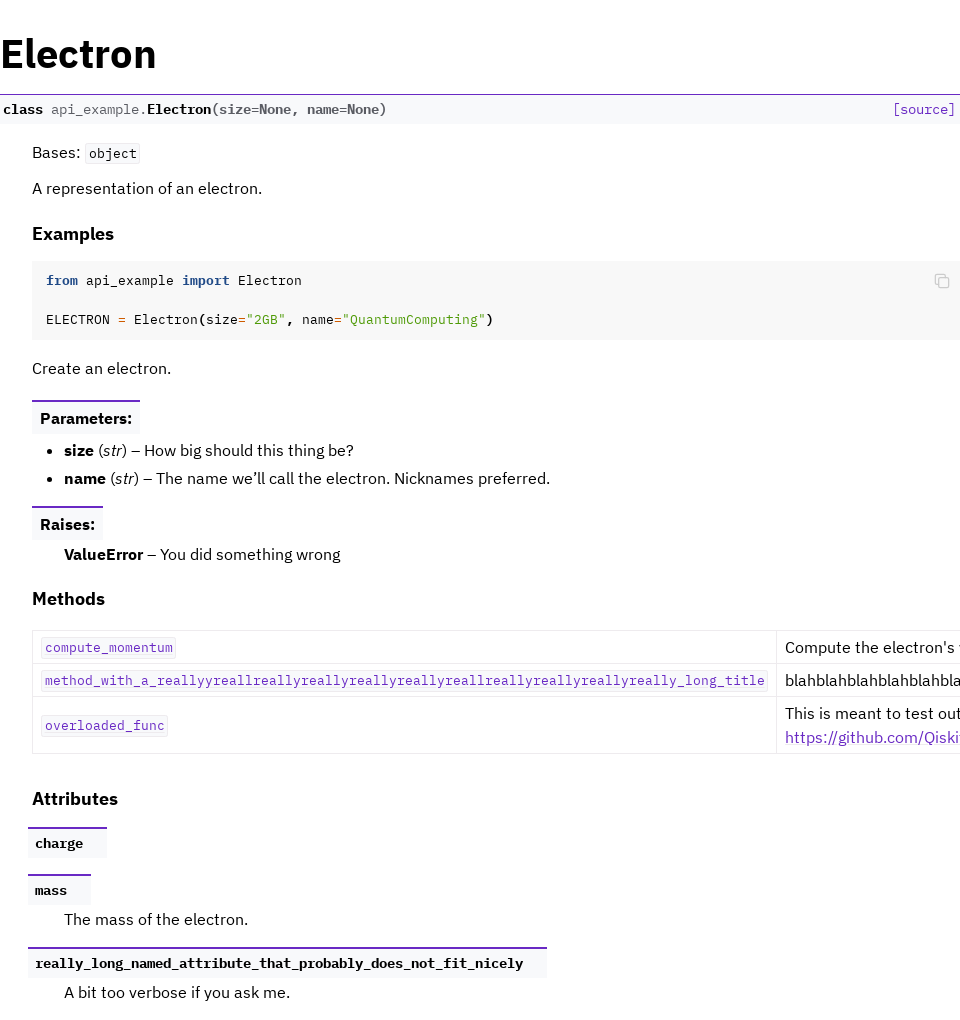 Electron
class api_example.Electron(size=None, name=None) [source]
Bases: object
A representation of an electron.
Examples
from api_example import Electron
ELECTRON = Electron(size="2GB", name="QuantumComputing")
Create an electron.
Parameters:
• size (str) – How big should this thing be?
• name (str) – The name we’ll call the electron. Nicknames preferred.
Raises:
ValueError – You did something wrong
Methods
compute_momentum Compute the electron's
method_with_a_reallyyreallreallyreallyreallyreallyreallreallyreallyreallyreally_long_title blahblahblahblahblahbla
overloaded_func This is meant to test out
https://github.com/Qiski
Attributes
charge
mass
The mass of the electron.
really_long_named_attribute_that_probably_does_not_fit_nicely
A bit too verbose if you ask me.